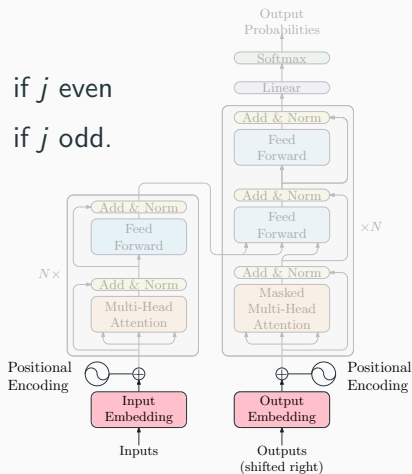 if j even
if j odd.
Output
Probabilities
Softmax
Linear
Add & Norm
Feed
Forward
Add & Norm
Feed
Forward
×N
Add & Norm
Masked
Multi-Head
Attention
Add & Norm
Feed
Forward
N×
Add & Norm
Multi-Head
Attention
Positional
Encoding
Positional
Encoding
Input
Embedding
Output
Embedding
Inputs
Outputs
(shifted right)